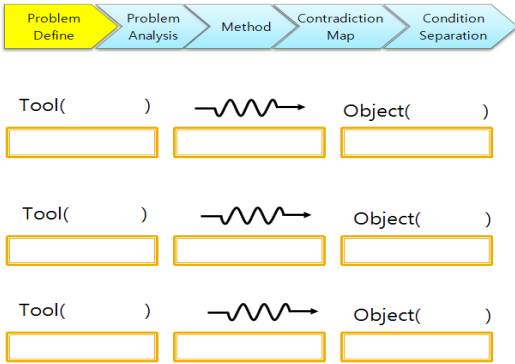 Problem
Define
Problem
Analysis
Method
Contradiction
Map
Condition
Separation
Tool( )
Object( )
Tool( )
Object( )
Tool( )
Object( )